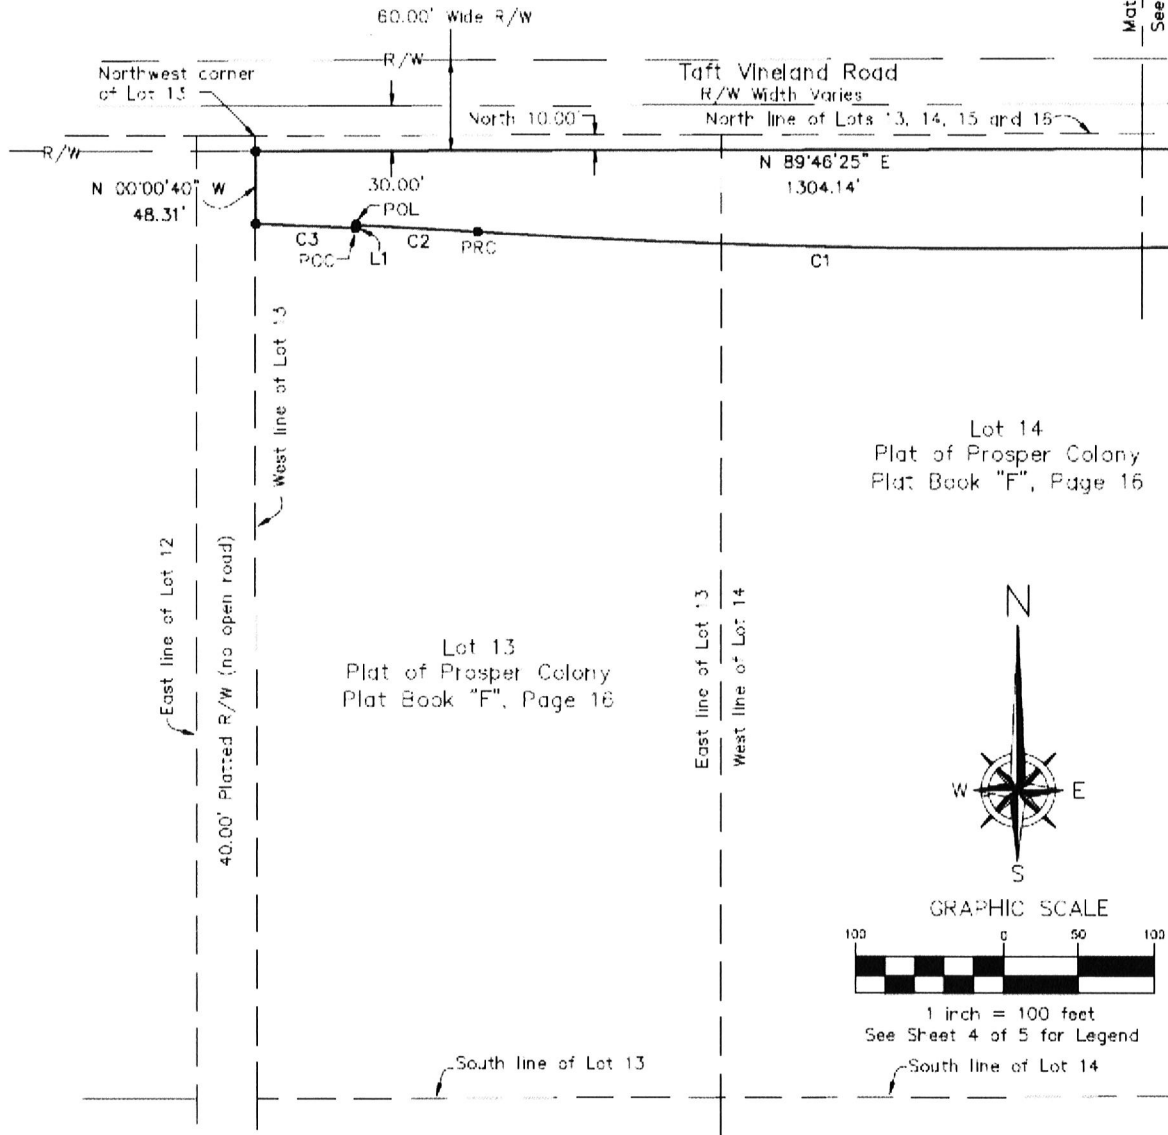 60.00' Wide R/W
Mat
See
R/W
Northwest corner
of Lot 13
Taft Vineland Road
R/W Width Varies
North 10.00'
North line of Lots 13, 14, 15 and 16
R/W
N 89°46'25" E
1304.14'
N 00°00'40" W
48.31'
30.00'
POL
C3
C2
PRC
PCC
L1
C1
West line of Lot 13
Lot 14
Plat of Prosper Colony
Plat Book "F", Page 16
East line of Lot 12
40.00' Platted R/W (no open road)
Lot 13
Plat of Prosper Colony
Plat Book "F", Page 16
East line of Lot 13
West line of Lot 14
N
W
E
S
GRAPHIC SCALE
100 0 50 100
1 inch = 100 feet
See Sheet 4 of 5 for Legend
South line of Lot 13
South line of Lot 14